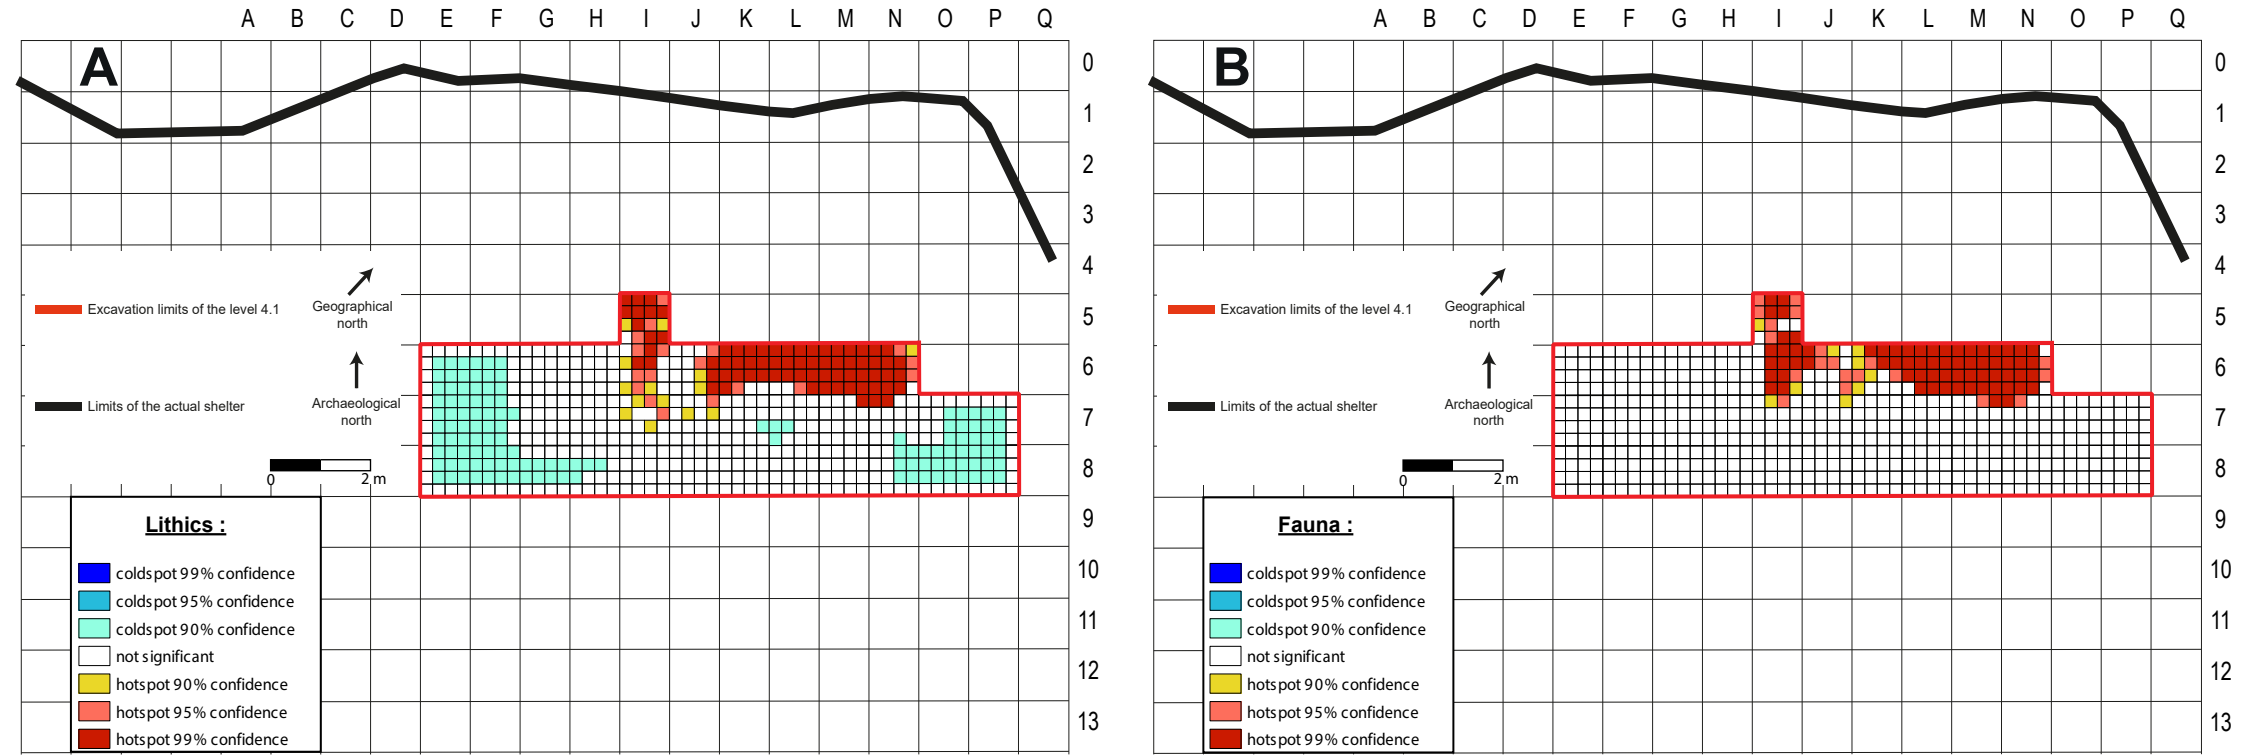 A B C D E F G H I J K L M N O P Q
A
0
1
2
3
4
5
6
7
8
9
10
11
12
13
Excavation limits of the level 4.1
Geographical
north
Limits of the actual shelter
Archaeological
north
0 2 m
Lithics :
coldspot 99% confidence
coldspot 95% confidence
coldspot 90% confidence
not significant
hotspot 90% confidence
hotspot 95% confidence
hotspot 99% confidence
A B C D E F G H I J K L M N O P Q
B
0
1
2
3
4
5
6
7
8
9
10
11
12
13
Excavation limits of the level 4.1
Geographical
north
Limits of the actual shelter
Archaeological
north
0 2 m
Fauna :
coldspot 99% confidence
coldspot 95% confidence
coldspot 90% confidence
not significant
hotspot 90% confidence
hotspot 95% confidence
hotspot 99% confidence